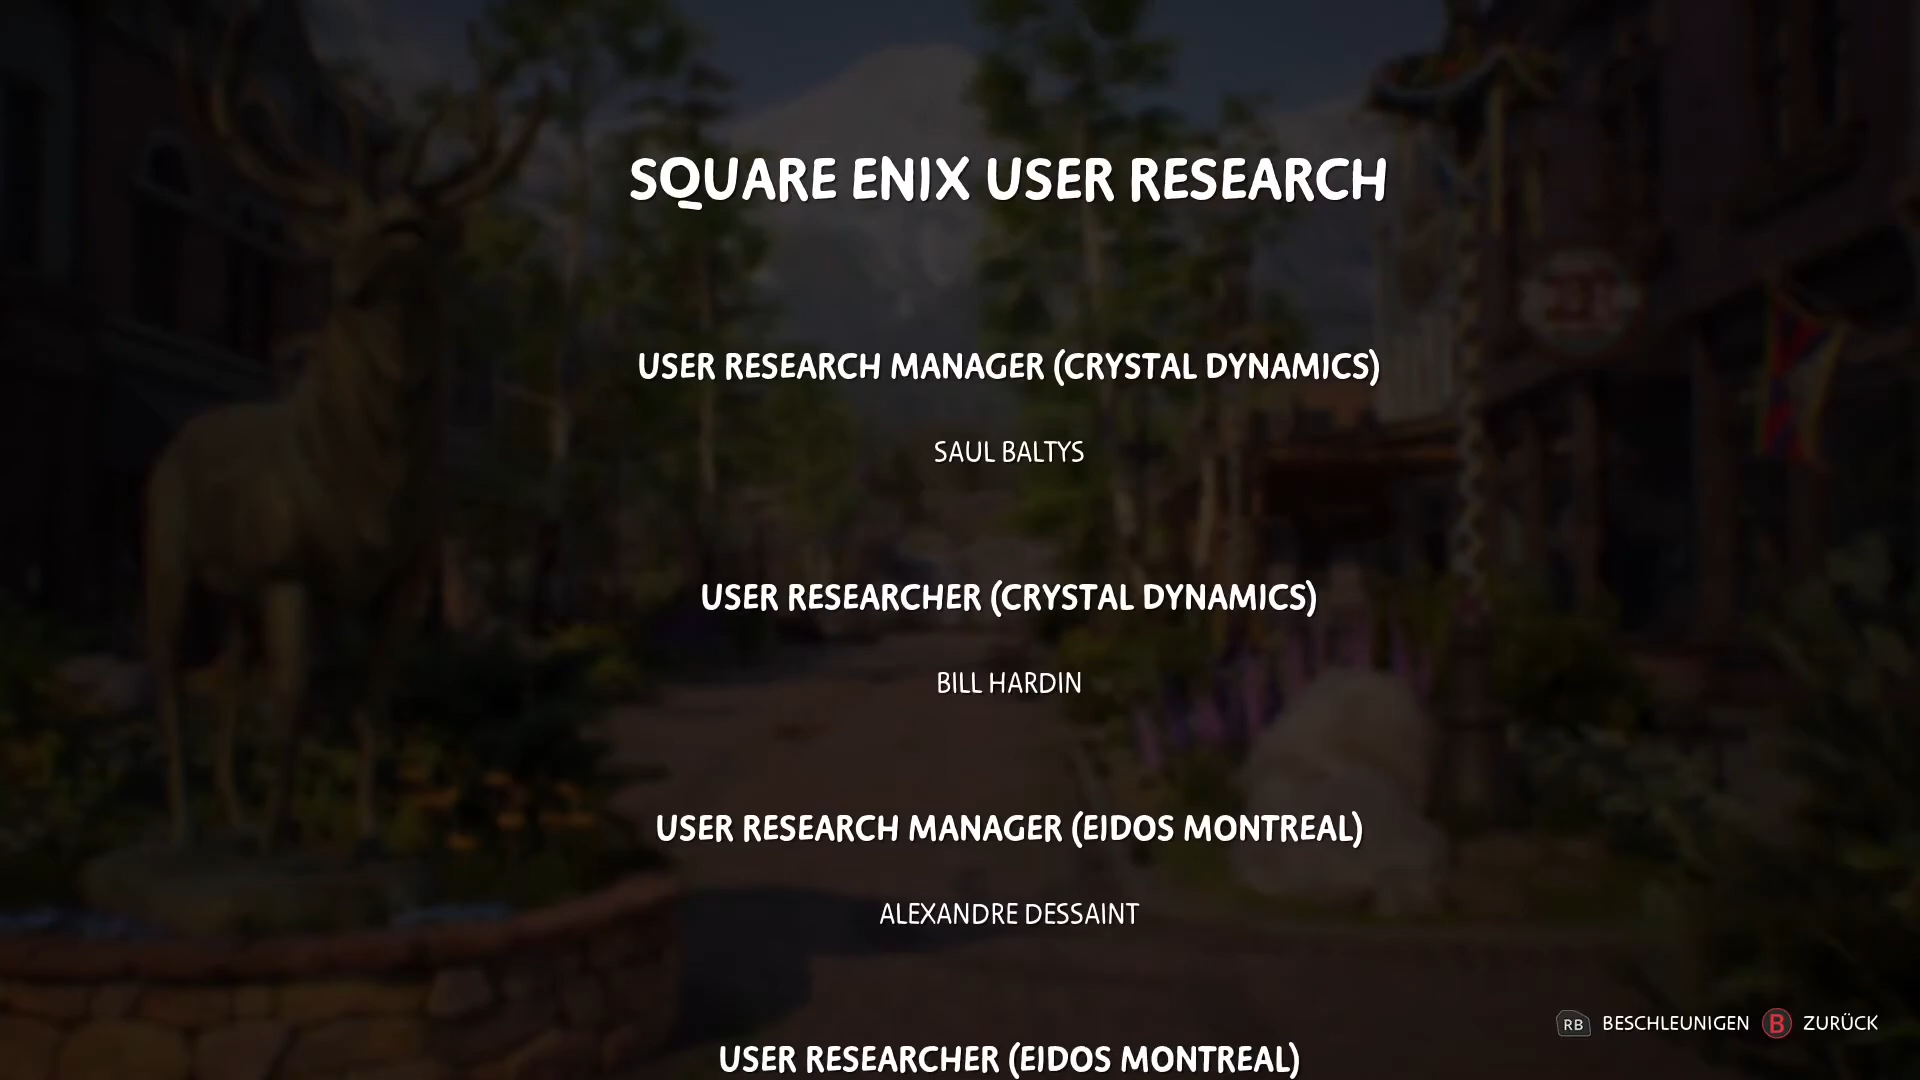 SQUARE ENIX USER RESEARCH
USER RESEARCH MANAGER (CRYSTAL DYNAMICS)
SAUL BALTYS
USER RESEARCHER (CRYSTAL DYNAMICS)
BILL HARDIN
USER RESEARCH MANAGER (EIDOS MONTREAL)
ALEXANDRE DESSAINT
RB BESCHLEUNIGEN B ZURÜCK
USER RESEARCHER (EIDOS MONTREAL)